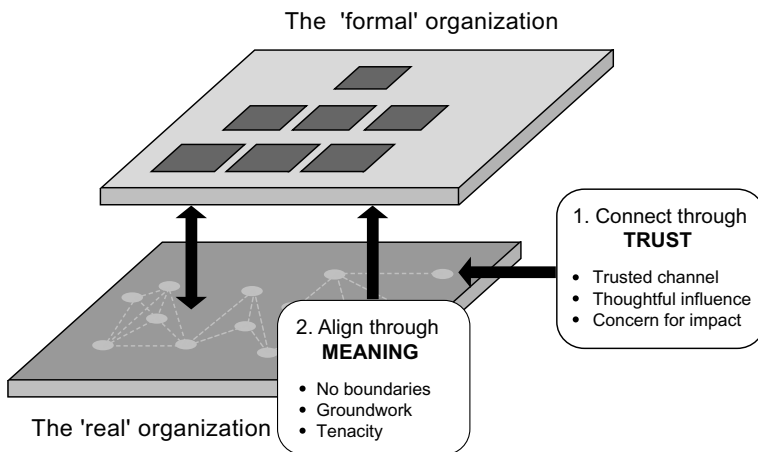 The 'formal' organization
1. Connect through
TRUST
• Trusted channel
• Thoughtful influence
• Concern for impact
2. Align through
MEANING
• No boundaries
• Groundwork
• Tenacity
The 'real' organization